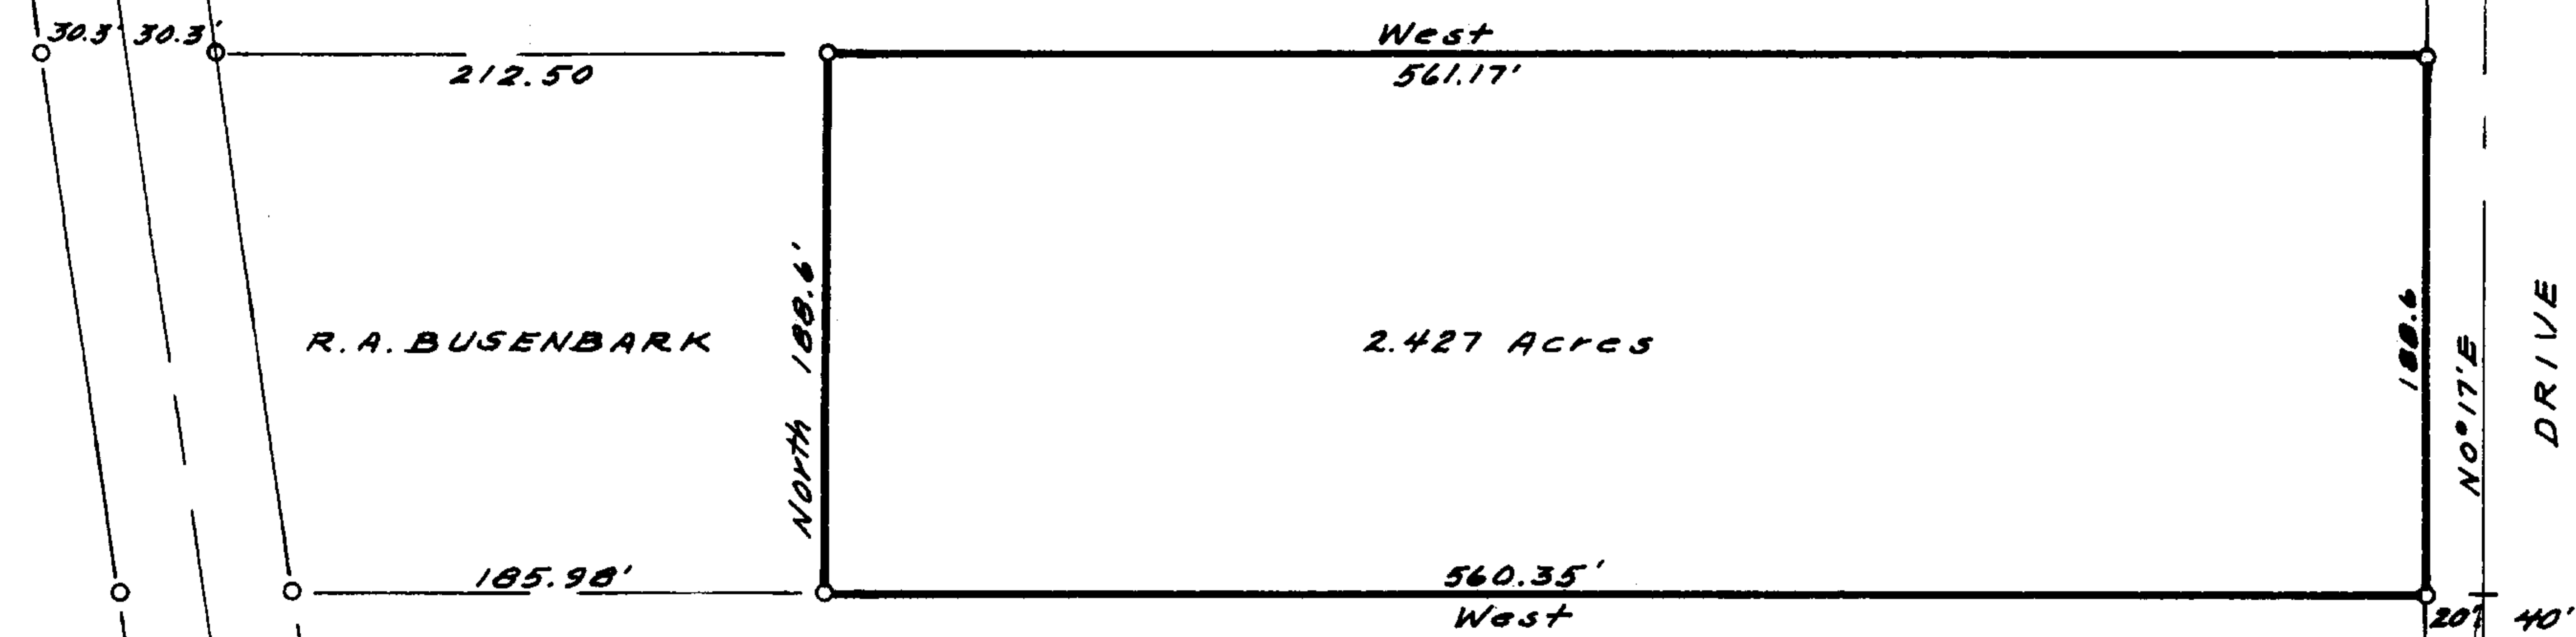 30.3' 30.3'
West
212.50
561.17'
North 188.6'
R.A. BUSENBARK
2.427 Acres
188.6
N0°17'E
DRIVE
185.98'
560.35'
West
20' 40'